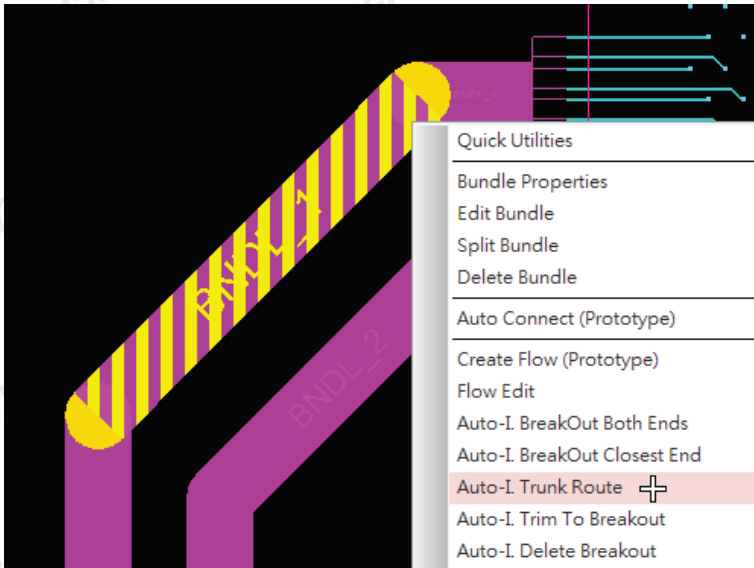 BNDL_1
BNDL_1
BNDL_2
Quick Utilities
Bundle Properties
Edit Bundle
Split Bundle
Delete Bundle
Auto Connect (Prototype)
Create Flow (Prototype)
Flow Edit
Auto-I. BreakOut Both Ends
Auto-I. BreakOut Closest End
Auto-I. Trunk Route
Auto-I. Trim To Breakout
Auto-I. Delete Breakout